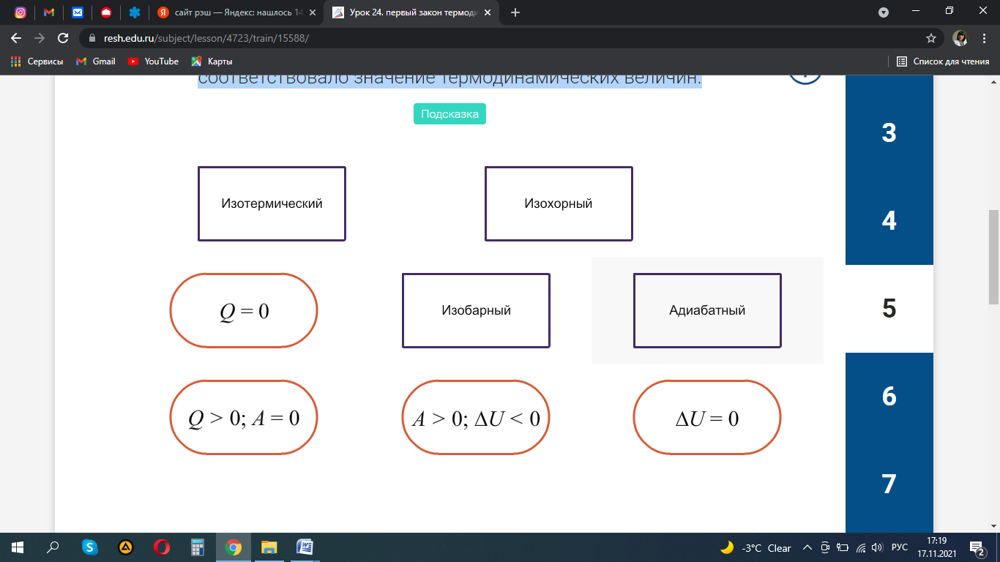 сайт рэш — Яндекс: нашлось 14
Урок 24. первый закон термоди
resh.edu.ru/subject/lesson/4723/train/15588/
Сервисы
Gmail
YouTube
Карты
Список для чтения
соответствовало значение термодинамических величин.
Подсказка
3
Изотермический
Изохорный
4
Q = 0
Изобарный
Адиабатный
5
Q > 0; A = 0
A > 0; ΔU < 0
ΔU = 0
6
7
-3°C Clear
РУС
17:19
17.11.2021
2